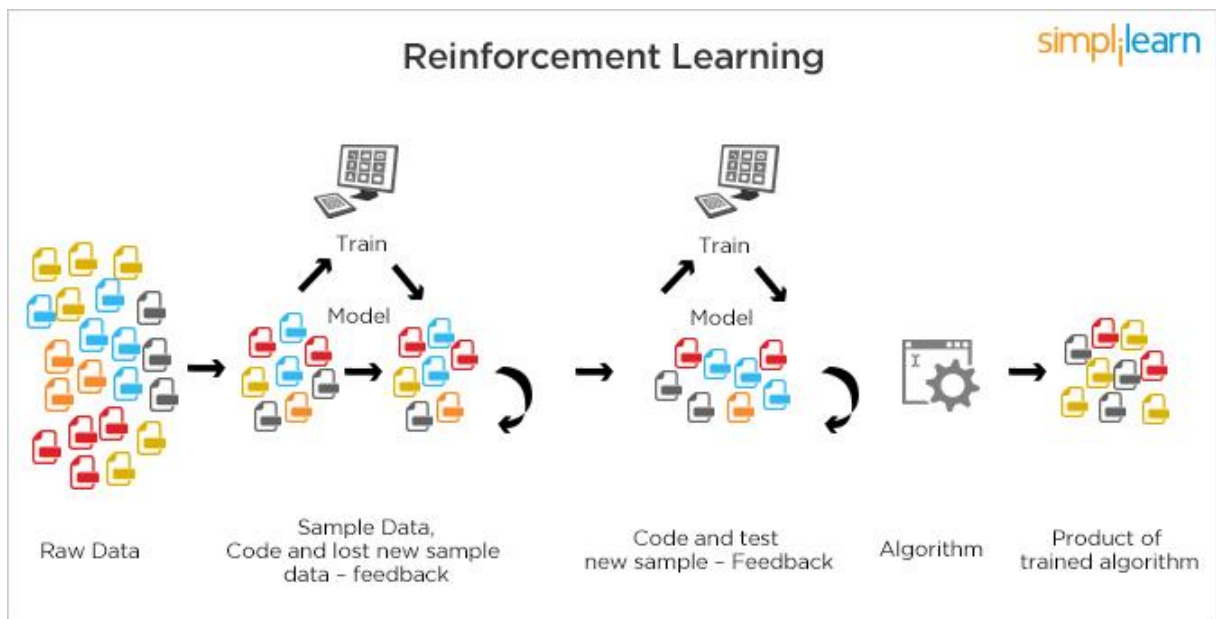 Reinforcement Learning
simplilearn
Train
Model
Train
Model
Raw Data
Sample Data,
Code and lost new sample
data – feedback
Code and test
new sample – Feedback
Algorithm
Product of
trained algorithm